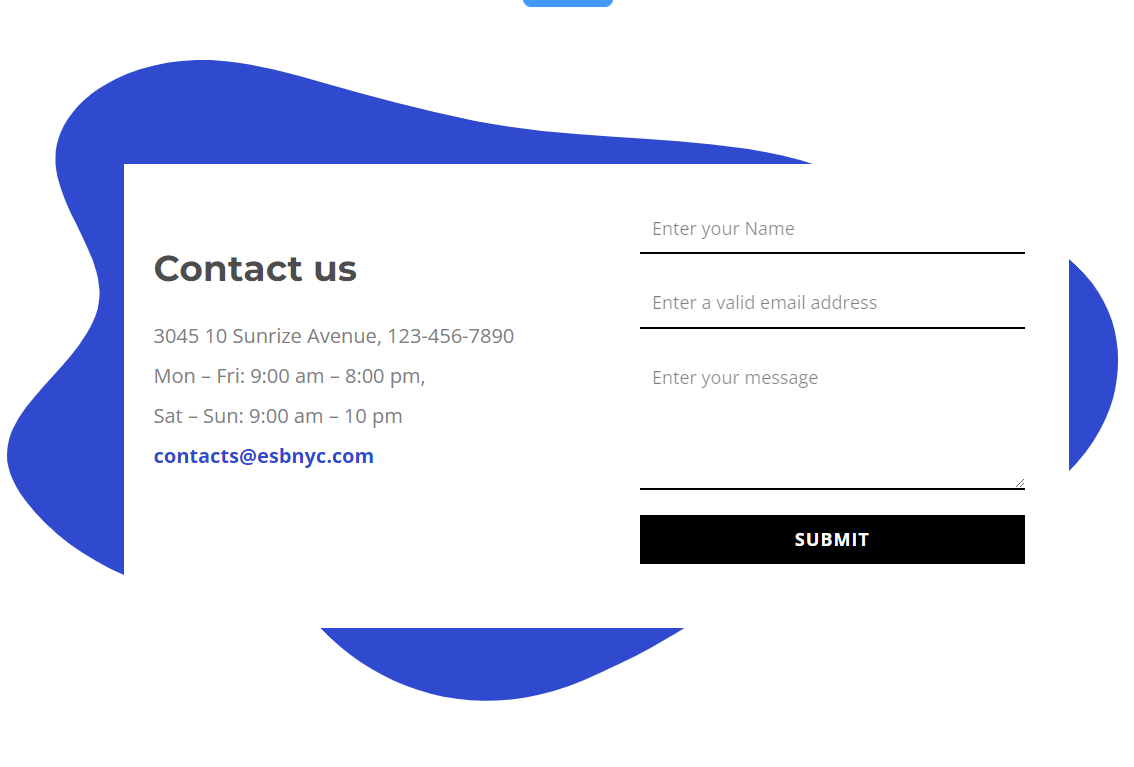 Contact us
3045 10 Sunrize Avenue, 123-456-7890
Mon – Fri: 9:00 am – 8:00 pm,
Sat – Sun: 9:00 am – 10 pm
contacts@esbnyc.com
Enter your Name
Enter a valid email address
Enter your message
SUBMIT